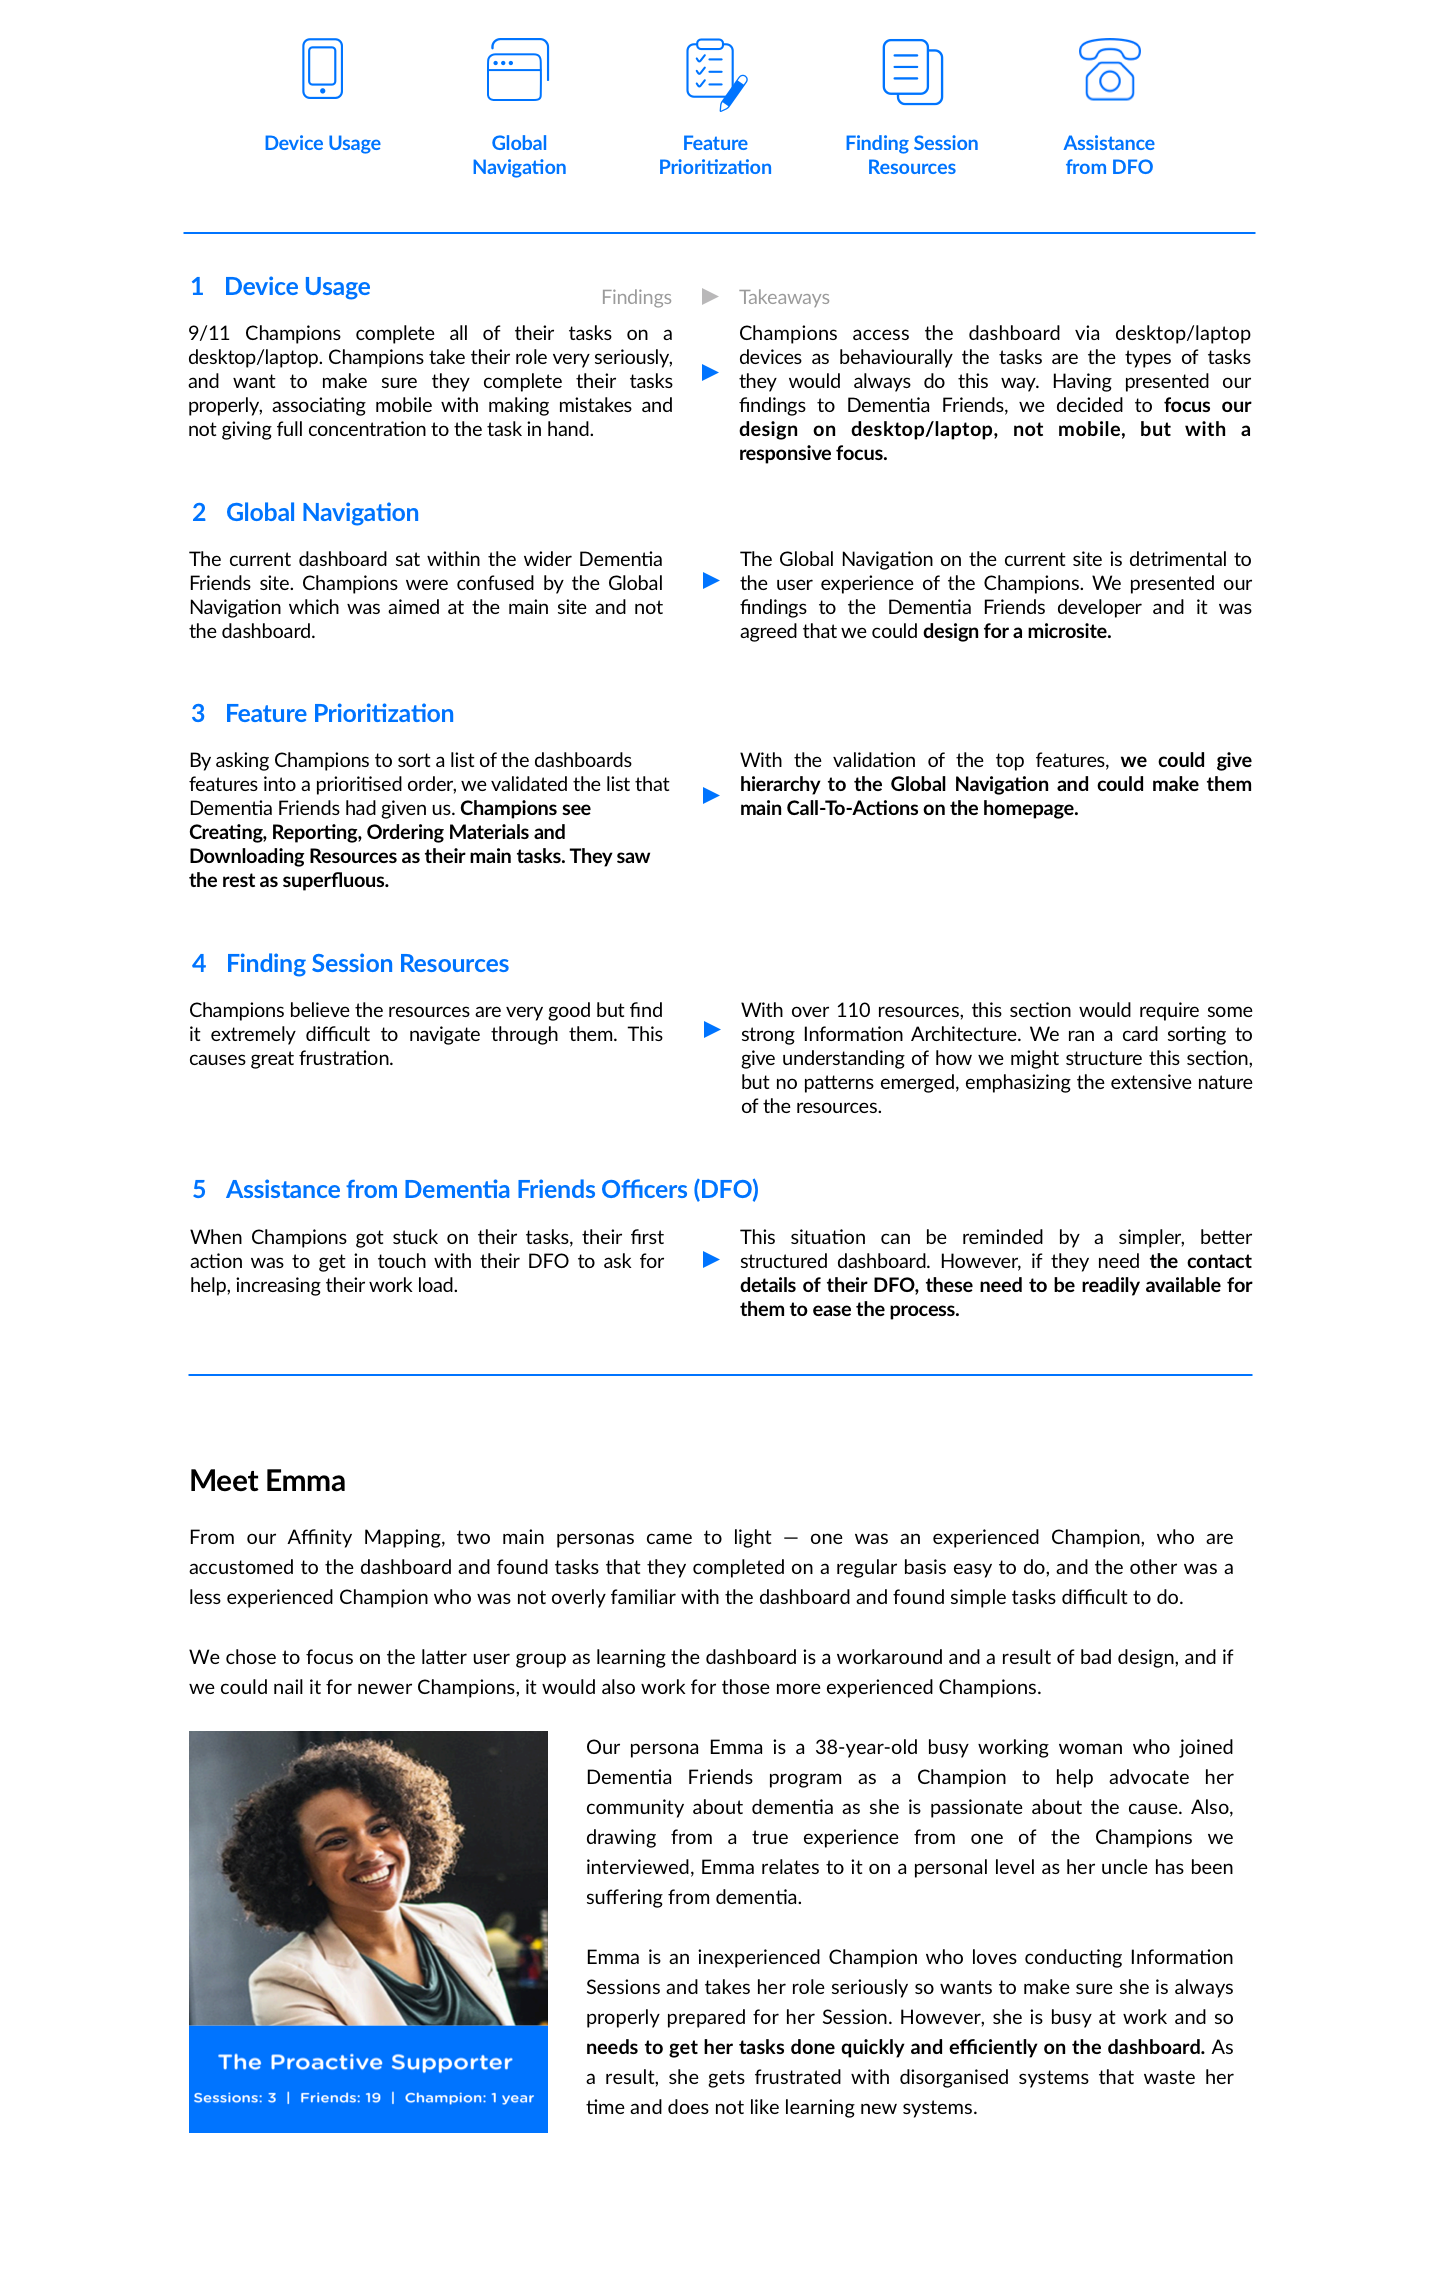 Device Usage
Global
Navigation
Feature
Prioritization
Finding Session
Resources
Assistance
from DFO
1 Device Usage
Findings
Takeaways
9/11 Champions complete all of their tasks on a
desktop/laptop. Champions take their role very seriously,
and want to make sure they complete their tasks
properly, associating mobile with making mistakes and
not giving full concentration to the task in hand.
Champions access the dashboard via desktop/laptop
devices as behaviourally the tasks are the types of tasks
they would always do this way. Having presented our
findings to Dementia Friends, we decided to focus our
design on desktop/laptop, not mobile, but with a
responsive focus.
2 Global Navigation
The current dashboard sat within the wider Dementia
Friends site. Champions were confused by the Global
Navigation which was aimed at the main site and not
the dashboard.
The Global Navigation on the current site is detrimental to
the user experience of the Champions. We presented our
findings to the Dementia Friends developer and it was
agreed that we could design for a microsite.
3 Feature Prioritization
By asking Champions to sort a list of the dashboards
features into a prioritised order, we validated the list that
Dementia Friends had given us. Champions see
Creating, Reporting, Ordering Materials and
Downloading Resources as their main tasks. They saw
the rest as superfluous.
With the validation of the top features, we could give
hierarchy to the Global Navigation and could make them
main Call-To-Actions on the homepage.
4 Finding Session Resources
Champions believe the resources are very good but find
it extremely difficult to navigate through them. This
causes great frustration.
With over 110 resources, this section would require some
strong Information Architecture. We ran a card sorting to
give understanding of how we might structure this section,
but no patterns emerged, emphasizing the extensive nature
of the resources.
5 Assistance from Dementia Friends Officers (DFO)
When Champions got stuck on their tasks, their first
action was to get in touch with their DFO to ask for
help, increasing their work load.
This situation can be reminded by a simpler, better
structured dashboard. However, if they need the contact
details of their DFO, these need to be readily available for
them to ease the process.
Meet Emma
From our Affinity Mapping, two main personas came to light — one was an experienced Champion, who are
accustomed to the dashboard and found tasks that they completed on a regular basis easy to do, and the other was a
less experienced Champion who was not overly familiar with the dashboard and found simple tasks difficult to do.
We chose to focus on the latter user group as learning the dashboard is a workaround and a result of bad design, and if
we could nail it for newer Champions, it would also work for those more experienced Champions.
Our persona Emma is a 38-year-old busy working woman who joined
Dementia Friends program as a Champion to help advocate her
community about dementia as she is passionate about the cause. Also,
drawing from a true experience from one of the Champions we
interviewed, Emma relates to it on a personal level as her uncle has been
suffering from dementia.
Emma is an inexperienced Champion who loves conducting Information
Sessions and takes her role seriously so wants to make sure she is always
properly prepared for her Session. However, she is busy at work and so
needs to get her tasks done quickly and efficiently on the dashboard. As
a result, she gets frustrated with disorganised systems that waste her
time and does not like learning new systems.
The Proactive Supporter
Sessions: 3 | Friends: 19 | Champion: 1 year